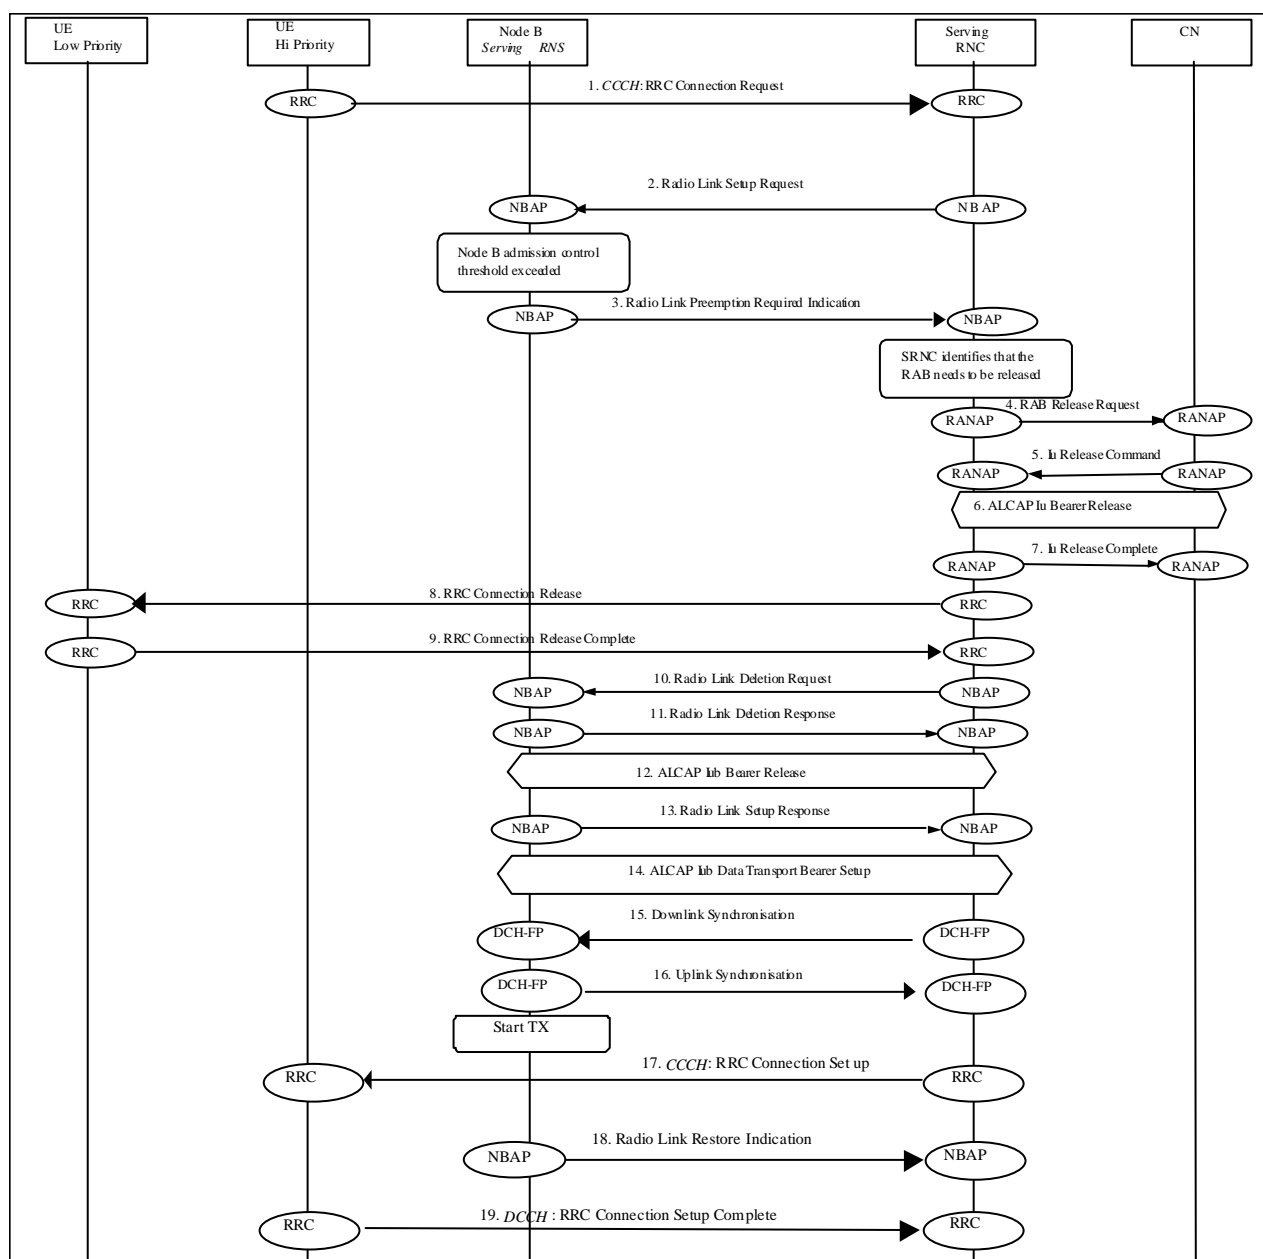 UE
Low Priority
UE
Hi Priority
Node B
Serving RNS
Serving
RNC
CN
1. CCCH: RRC Connection Request
RRC
RRC
2. Radio Link Setup Request
NBAP
NBAP
Node B admission control
threshold exceeded
3. Radio Link Preemption Required Indication
NBAP
NBAP
SRNC identifies that the
RAB needs to be released
4. RAB Release Request
RANAP
RANAP
5. Iu Release Command
RANAP
RANAP
6. ALCAP Iu Bearer Release
7. Iu Release Complete
RANAP
RANAP
8. RRC Connection Release
RRC
RRC
9. RRC Connection Release Complete
RRC
RRC
10. Radio Link Deletion Request
NBAP
NBAP
11. Radio Link Deletion Response
NBAP
NBAP
12. ALCAP Iub Bearer Release
13. Radio Link Setup Response
NBAP
NBAP
14. ALCAP Iub Data Transport Bearer Setup
15. Downlink Synchronisation
DCH-FP
DCH-FP
16. Uplink Synchronisation
DCH-FP
DCH-FP
Start TX
17. CCCH: RRC Connection Set up
RRC
RRC
18. Radio Link Restore Indication
NBAP
NBAP
19. DCCH : RRC Connection Setup Complete
RRC
RRC